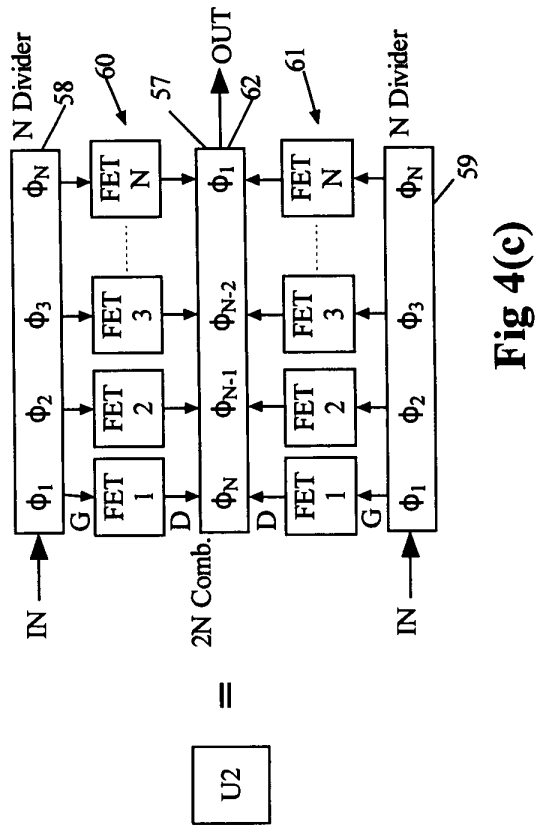 N Divider
58
IN
ϕ1 ϕ2 ϕ3 ϕN
G
60
FET 1 FET 2 FET 3 FET N
D
57
2N Comb.
ϕN ϕN-1 ϕN-2 ϕ1
OUT
62
U2 =
D
61
FET 1 FET 2 FET 3 FET N
G
IN
ϕ1 ϕ2 ϕ3 ϕN
N Divider
59
Fig 4(c)